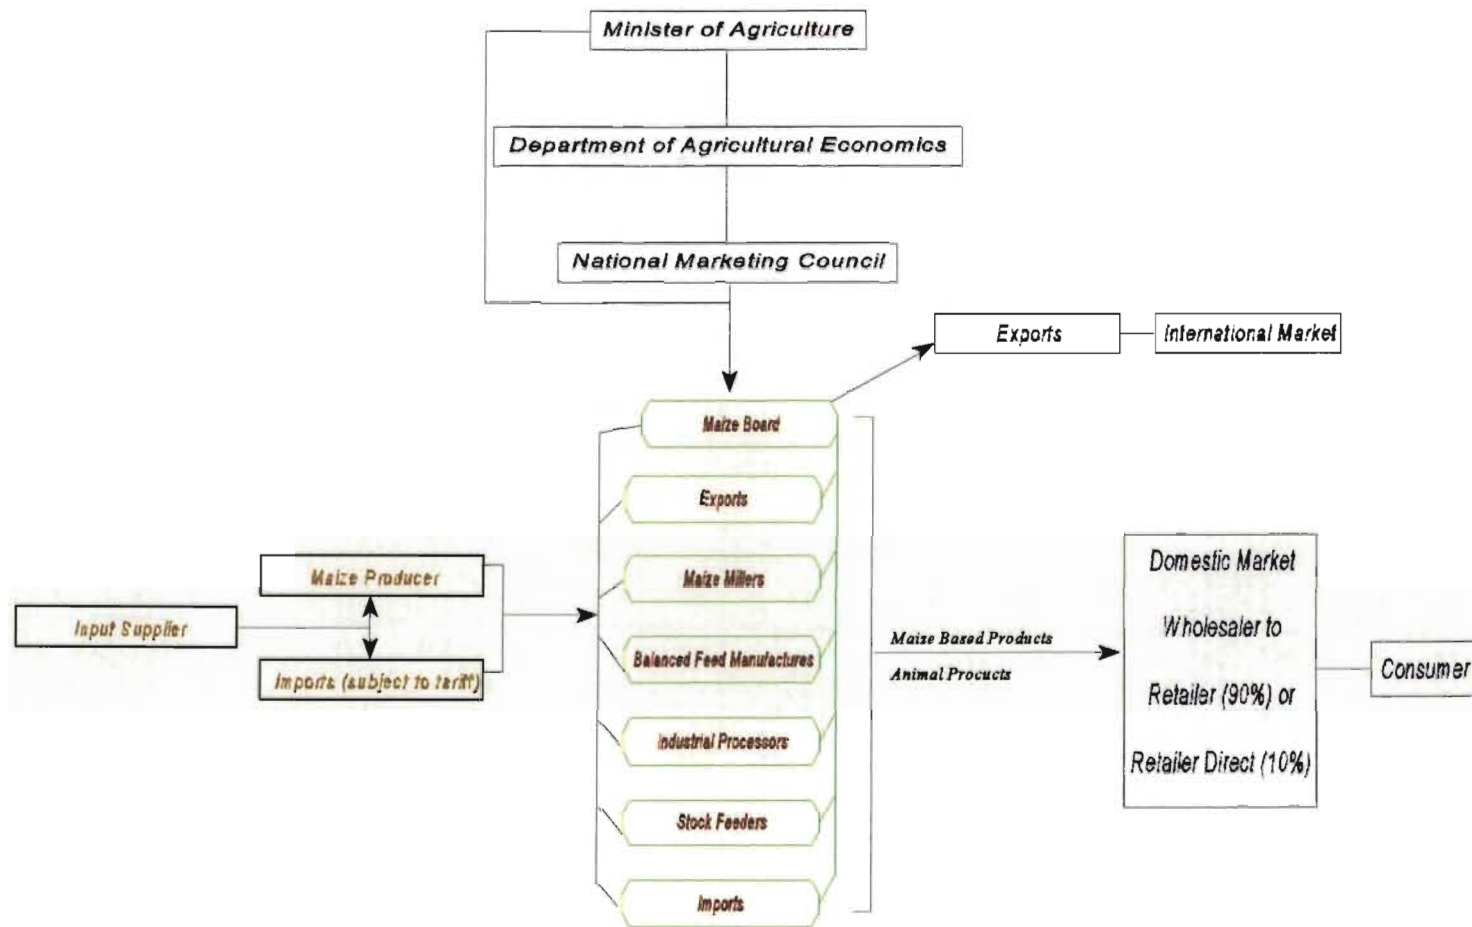 Minister of Agriculture
Department of Agricultural Economics
National Marketing Council
Exports
International Market
Maize Board
Exports
Maize Millers
Balanced Feed Manufactures
Industrial Processors
Stock Feeders
Imports
Maize Producer
Input Supplier
Imports (subject to tariff)
Maize Based Products
Animal Procucts
Domestic Market
Wholesaler to
Retailer (90%) or
Retailer Direct (10%)
Consumer